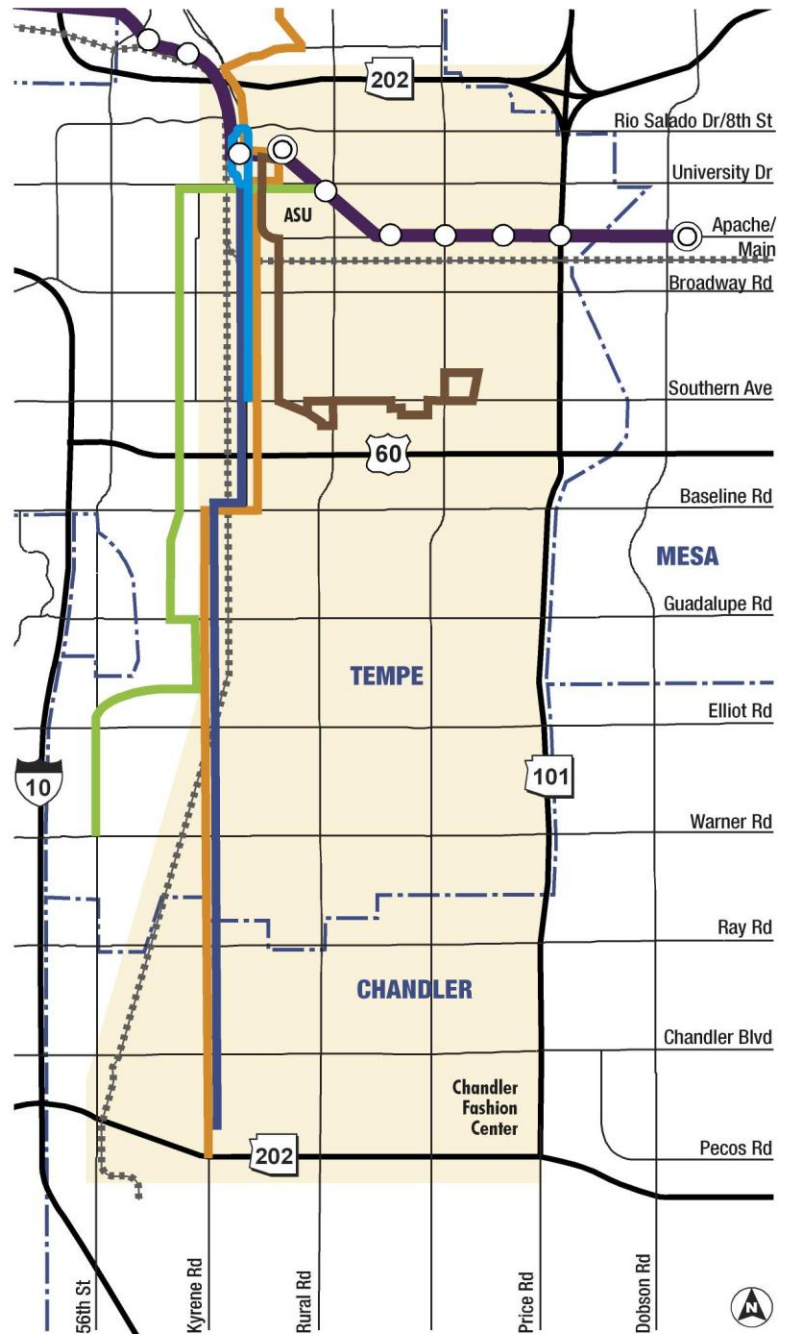 202
Rio Salado Dr/8th St
University Dr
ASU
Apache/
Main
Broadway Rd
Southern Ave
60
Baseline Rd
MESA
Guadalupe Rd
TEMPE
Elliot Rd
10
101
Warner Rd
Ray Rd
CHANDLER
Chandler Blvd
Chandler
Fashion
Center
202
Pecos Rd
56th St
Kyrene Rd
Rural Rd
Price Rd
Dobson Rd
N